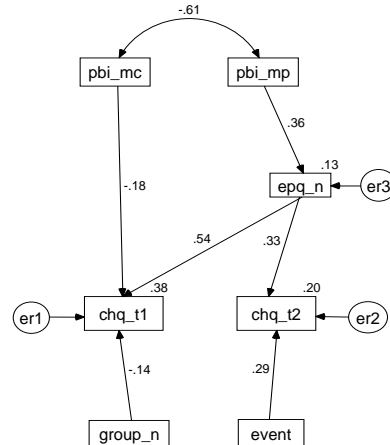 -.61
pbi_mc
pbi_mp
.36
.13
-.18
epq_n
er3
.54
.33
.38
.20
er1
chq_t1
chq_t2
er2
-.14
.29
group_n
event